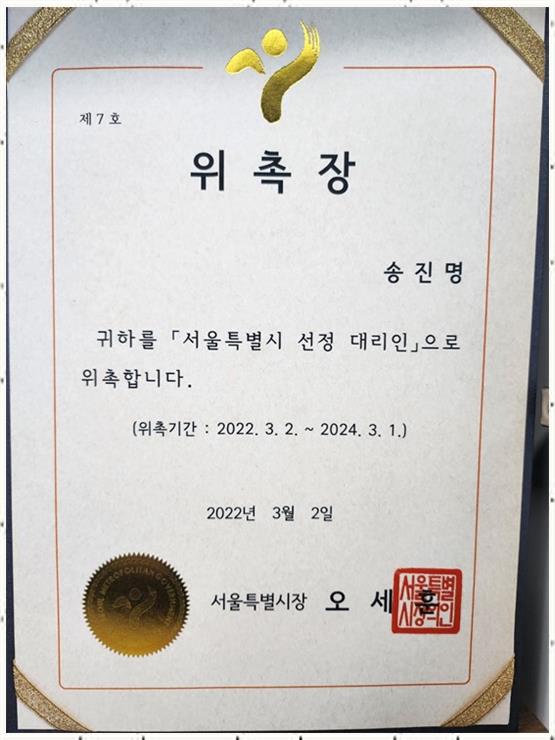 제 7 호
위 촉 장
송 진 명
귀하를 「서울특별시 선정 대리인」으로
위촉합니다.
(위촉기간 : 2022. 3. 2. ~ 2024. 3. 1.)
2022년 3월 2일
서울특별시장 오 세 훈
서울특별
시장의인